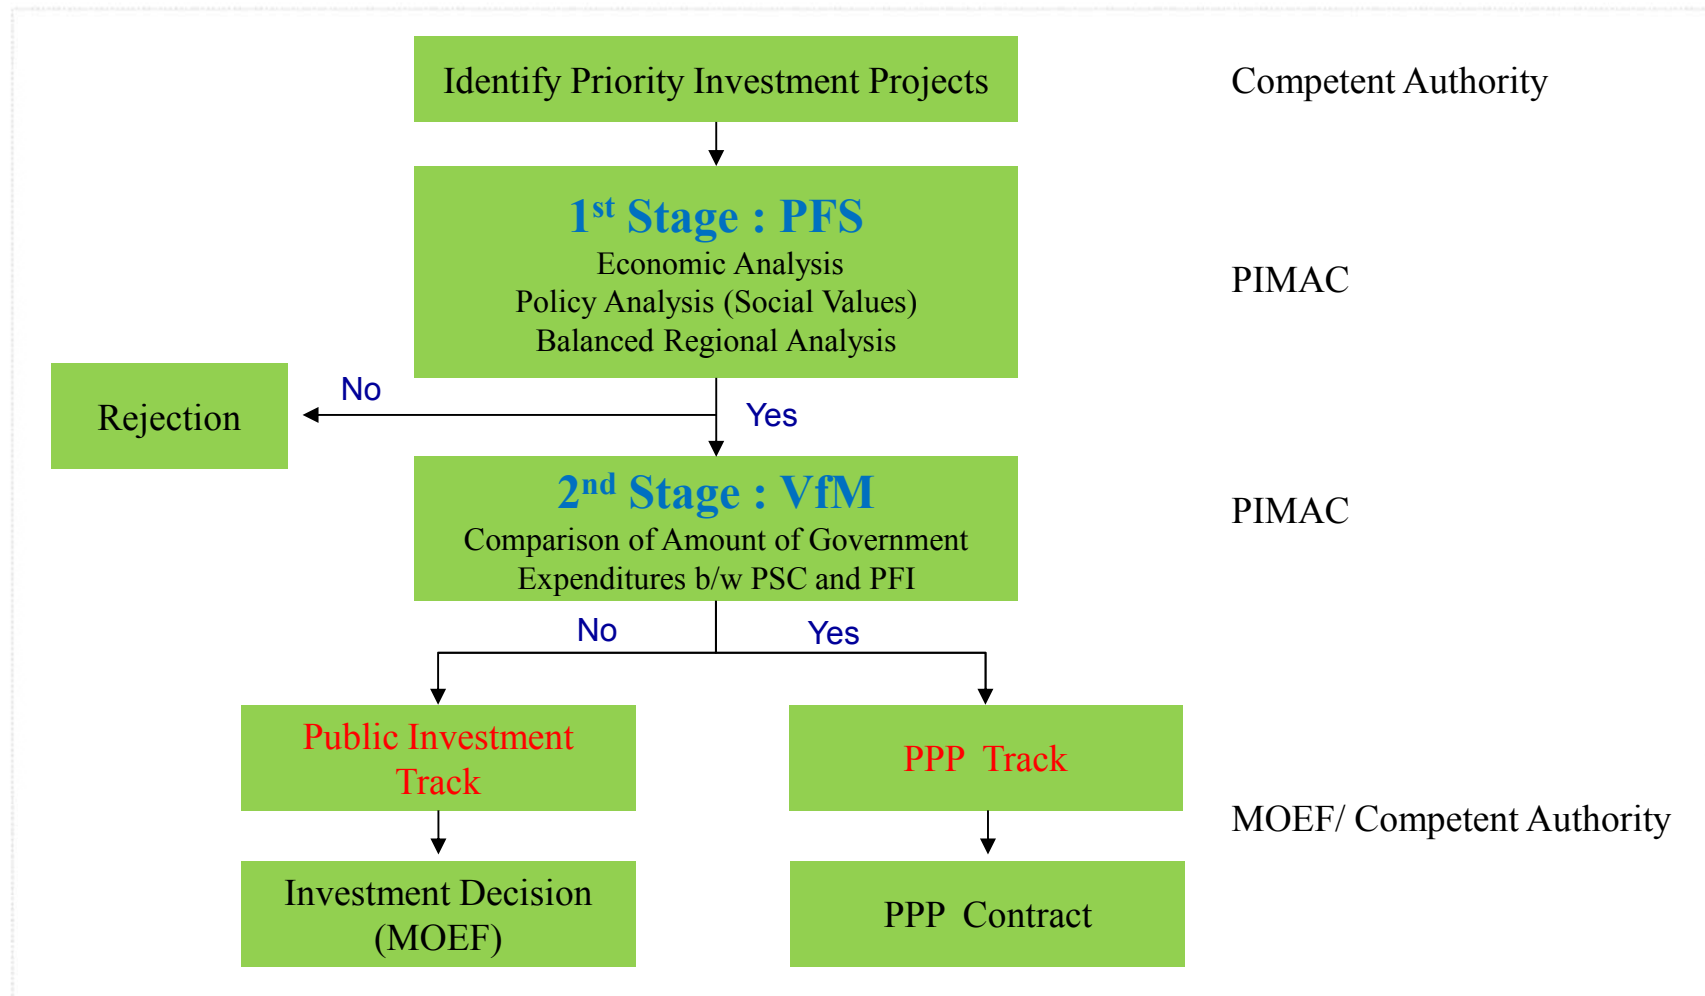 Identify Priority Investment Projects
Competent Authority
1st Stage : PFS
Economic Analysis
Policy Analysis (Social Values)
Balanced Regional Analysis
PIMAC
No
Yes
Rejection
2nd Stage : VfM
Comparison of Amount of Government
Expenditures b/w PSC and PFI
PIMAC
No
Yes
Public Investment
Track
PPP Track
MOEF/ Competent Authority
Investment Decision
(MOEF)
PPP Contract